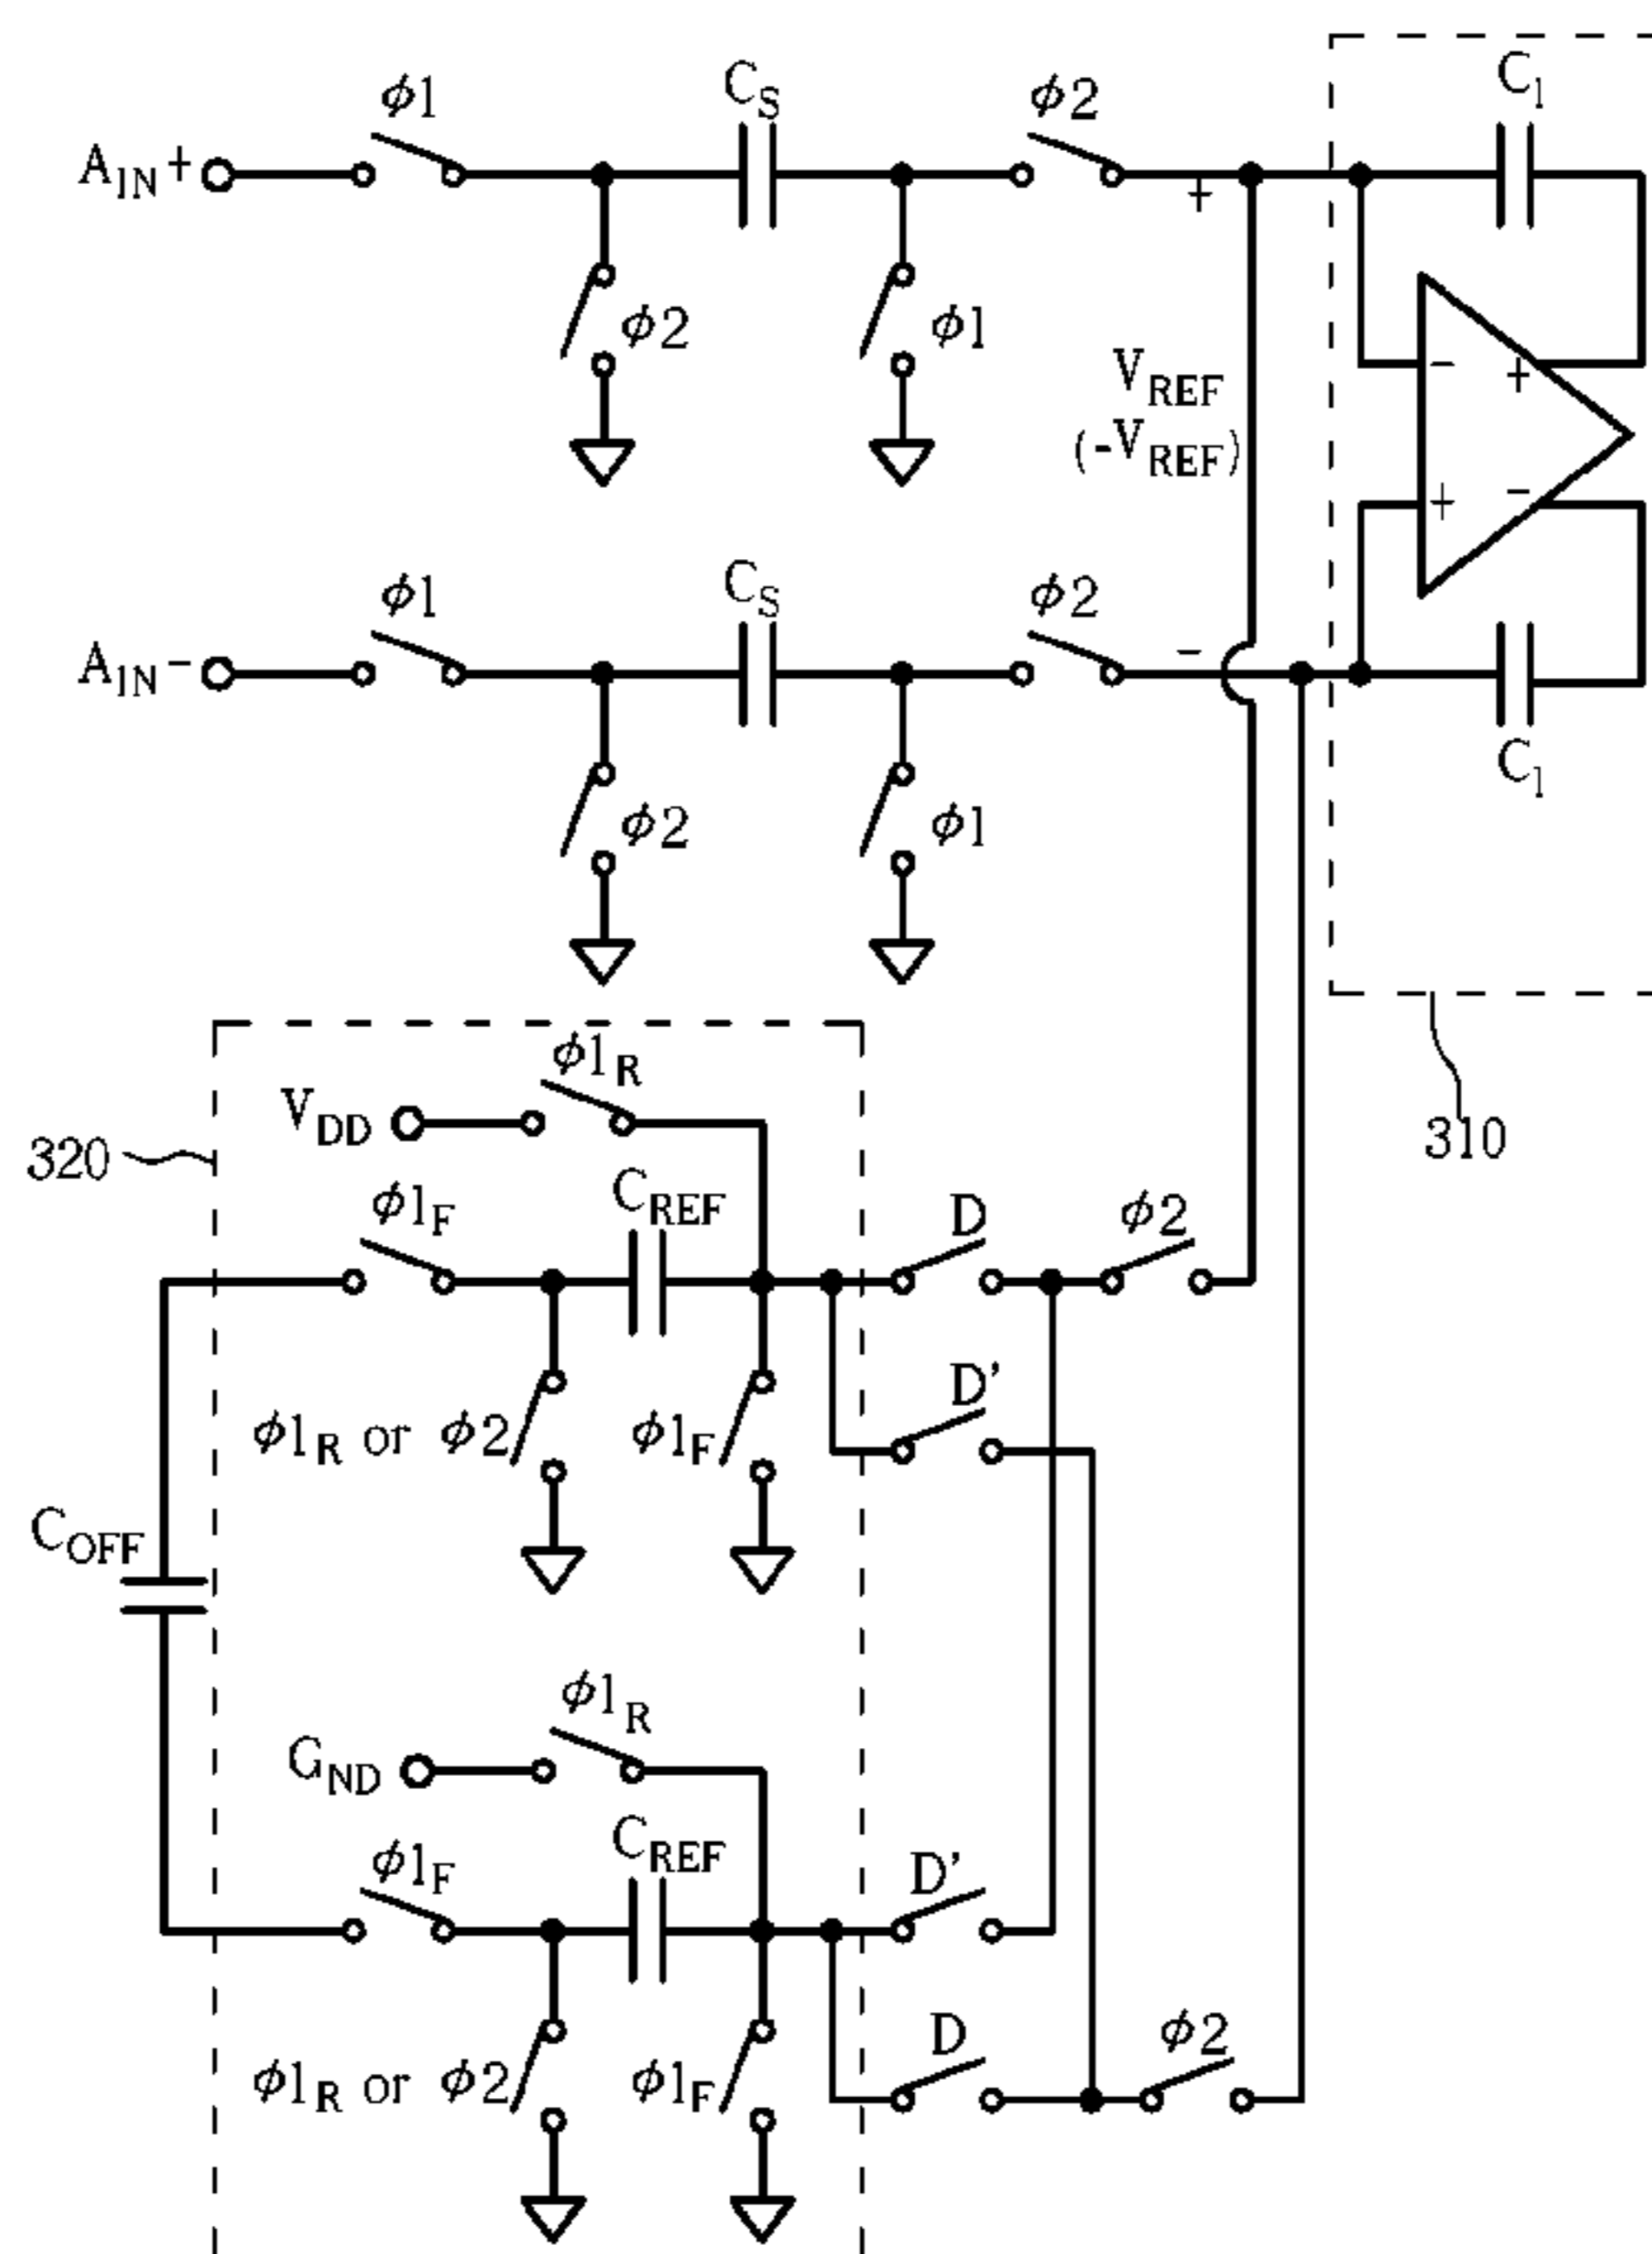 ϕ1 C_S ϕ2 C_1
A_IN+ +
ϕ2 ϕ1
V_REF
(-V_REF)
- +
+ -
ϕ1 C_S ϕ2
A_IN- -
C_1
ϕ2 ϕ1
ϕ1_R
V_DD
320 310
ϕ1_F C_REF D ϕ2
D'
ϕ1_R or ϕ2 ϕ1_F
C_OFF
ϕ1_R
G_ND
ϕ1_F C_REF D'
D ϕ2
ϕ1_R or ϕ2 ϕ1_F